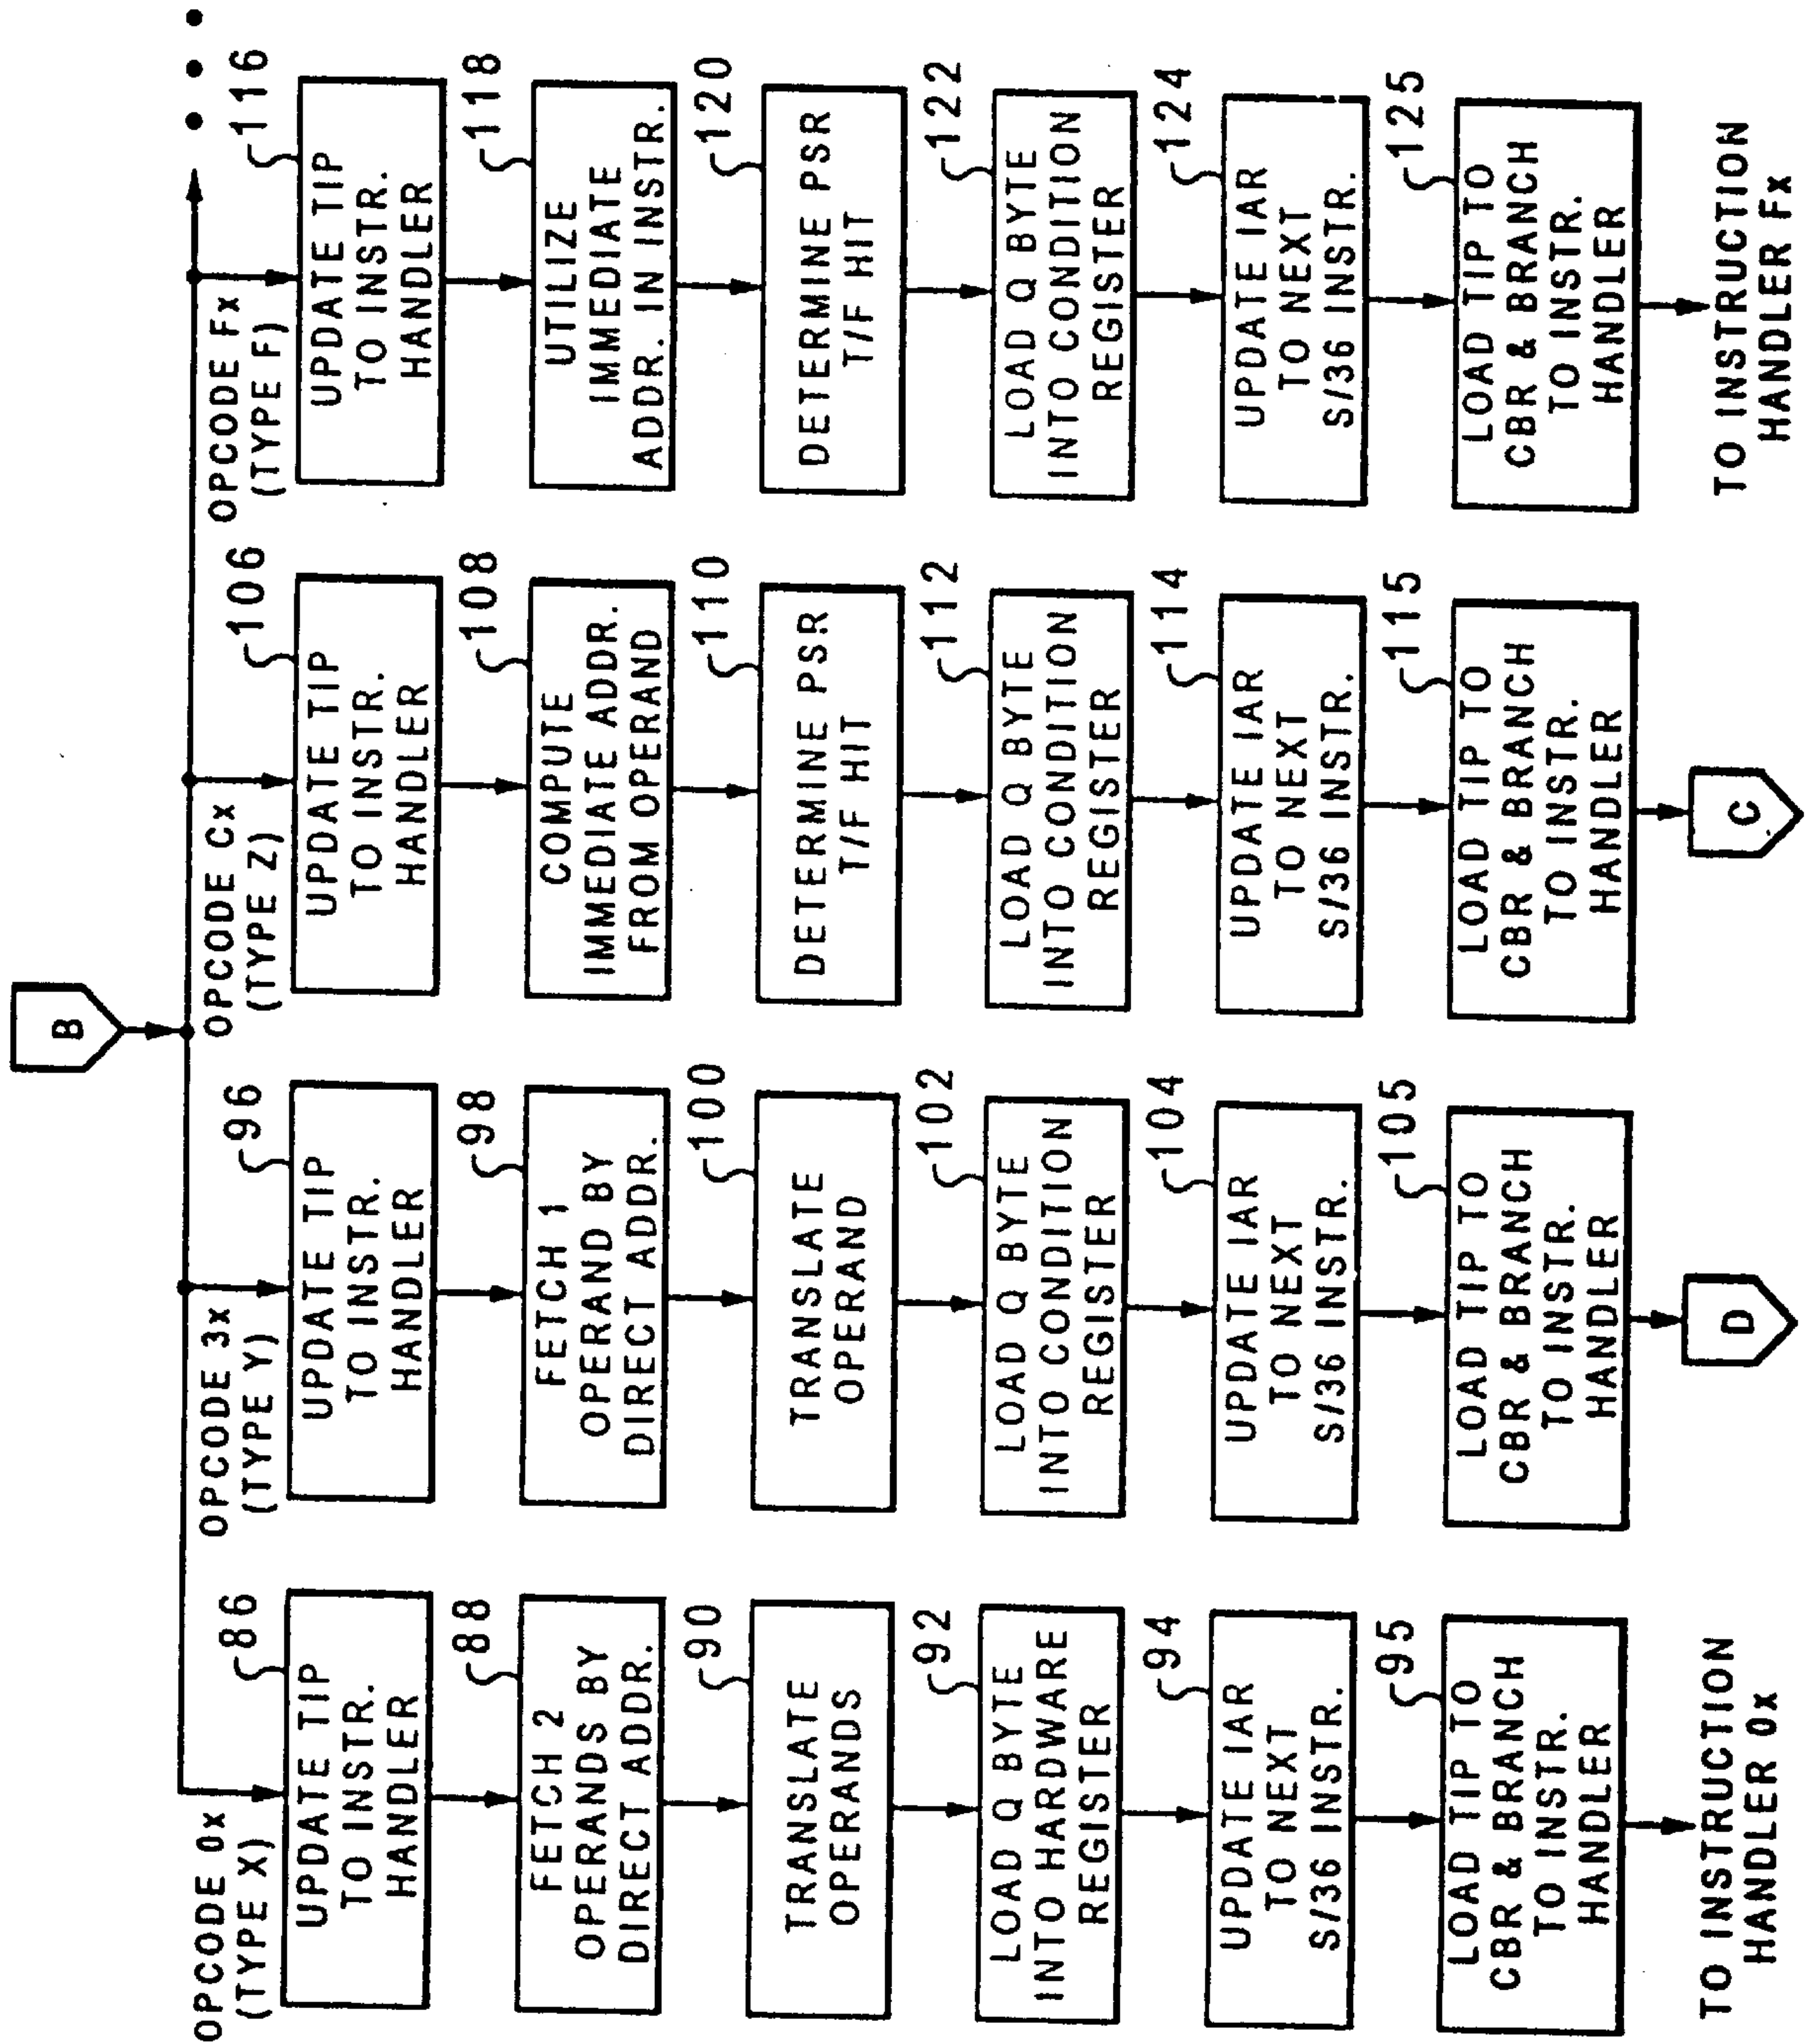 B
OPCODE 0x
(TYPE X)
86
UPDATE TIP
TO INSTR.
HANDLER
88
FETCH 2
OPERANDS BY
DIRECT ADDR.
90
TRANSLATE
OPERANDS
92
LOAD Q BYTE
INTO HARDWARE
REGISTER
94
UPDATE IAR
TO NEXT
S/36 INSTR.
95
LOAD TIP TO
CBR & BRANCH
TO INSTR.
HANDLER
TO INSTRUCTION
HANDLER 0x
OPCODE 3x
(TYPE Y)
96
UPDATE TIP
TO INSTR.
HANDLER
98
FETCH 1
OPERAND BY
DIRECT ADDR.
100
TRANSLATE
OPERAND
102
LOAD Q BYTE
INTO CONDITION
REGISTER
104
UPDATE IAR
TO NEXT
S/36 INSTR.
105
LOAD TIP TO
CBR & BRANCH
TO INSTR.
HANDLER
D
OPCODE Cx
(TYPE Z)
106
UPDATE TIP
TO INSTR.
HANDLER
108
COMPUTE
IMMEDIATE ADDR.
FROM OPERAND
110
DETERMINE PSR
T/F HIT
112
LOAD Q BYTE
INTO CONDITION
REGISTER
114
UPDATE IAR
TO NEXT
S/36 INSTR.
115
LOAD TIP TO
CBR & BRANCH
TO INSTR.
HANDLER
C
OPCODE Fx
(TYPE F)
116
UPDATE TIP
TO INSTR.
HANDLER
118
UTILIZE
IMMEDIATE
ADDR. IN INSTR.
120
DETERMINE PSR
T/F HIT
122
LOAD Q BYTE
INTO CONDITION
REGISTER
124
UPDATE IAR
TO NEXT
S/36 INSTR.
125
LOAD TIP TO
CBR & BRANCH
TO INSTR.
HANDLER
TO INSTRUCTION
HANDLER Fx